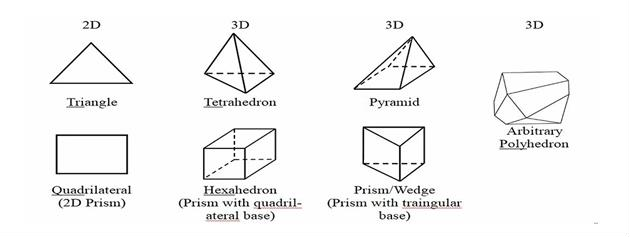 2D
3D
3D
3D
Triangle
Tetrahedron
Pyramid
Arbitrary
Polyhedron
Quadrilateral
(2D Prism)
Hexahedron
(Prism with quadril-
ateral base)
Prism/Wedge
(Prism with traingular
base)